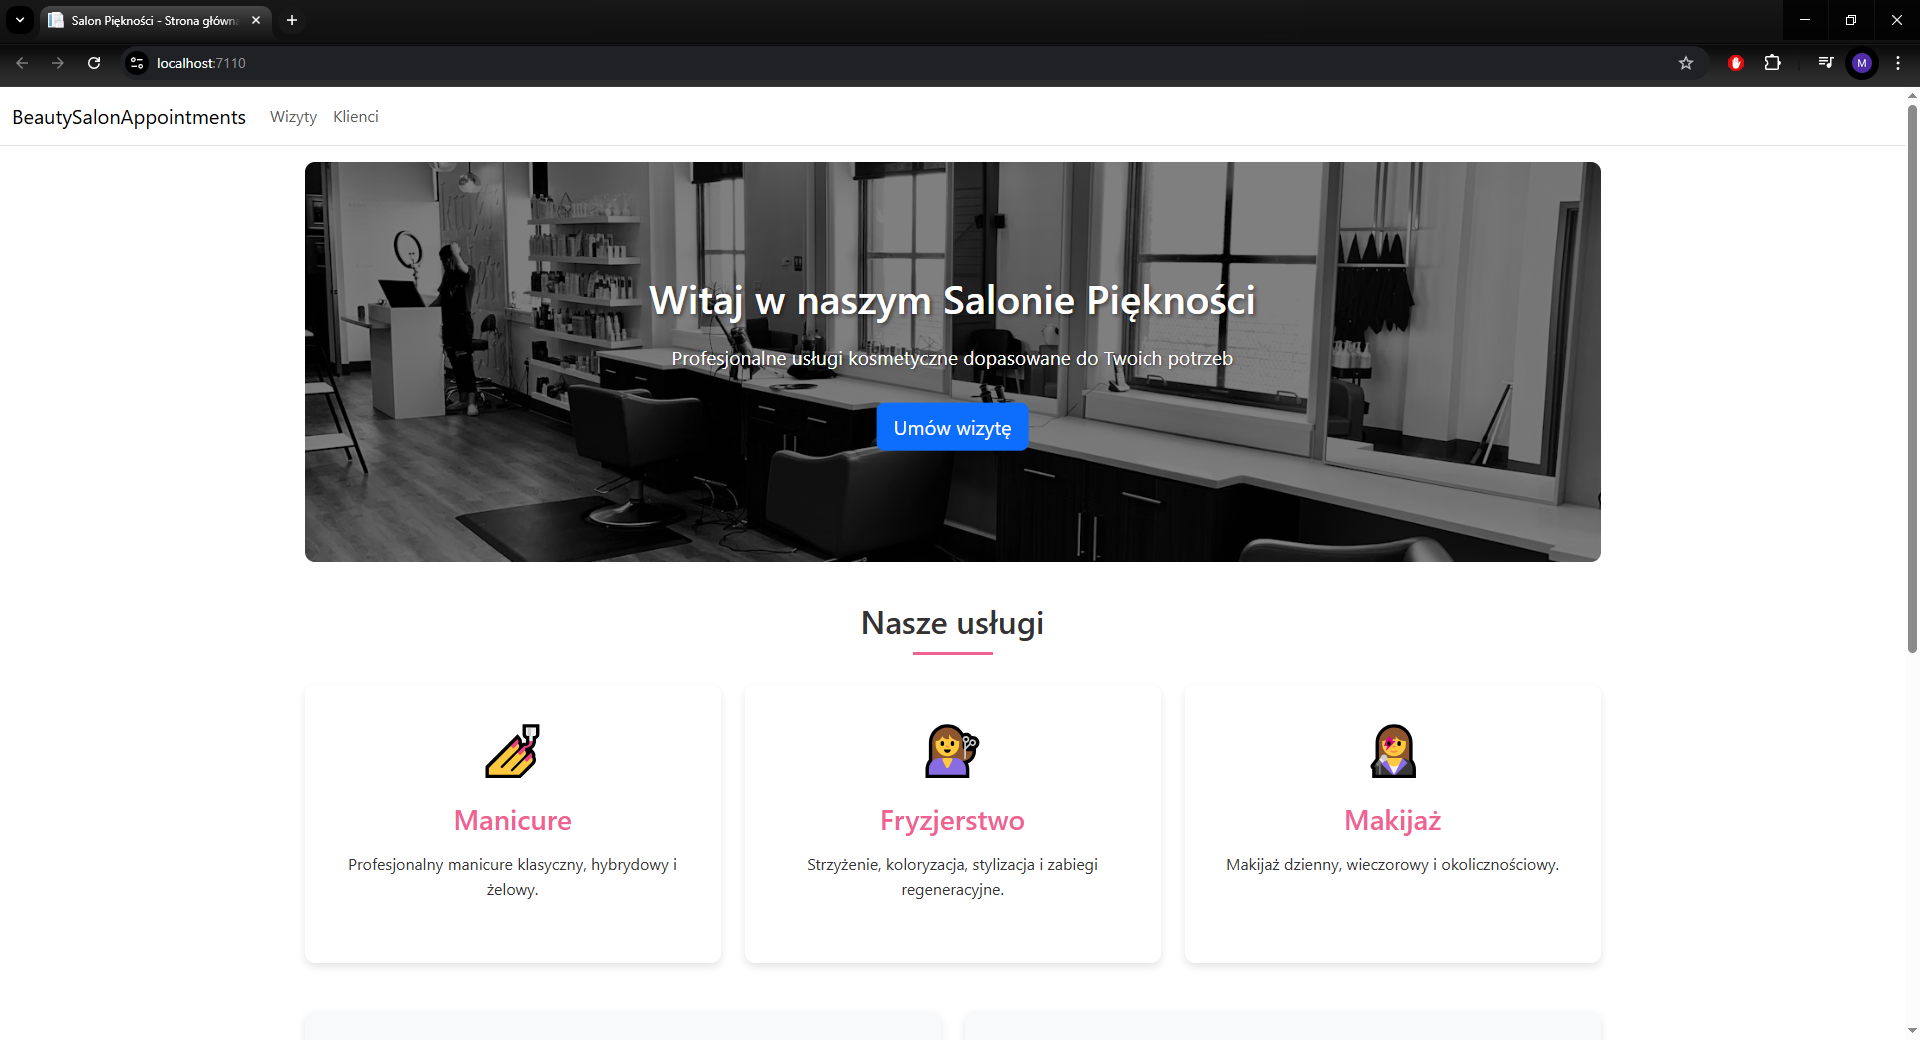 Salon Piękności - Strona główna
localhost:7110
M
BeautySalonAppointments Wizyty Klienci
Witaj w naszym Salonie Piękności
Profesjonalne usługi kosmetyczne dopasowane do Twoich potrzeb
Umów wizytę
Nasze usługi
Manicure
Profesjonalny manicure klasyczny, hybrydowy i
żelowy.
Fryzjerstwo
Strzyżenie, koloryzacja, stylizacja i zabiegi
regeneracyjne.
Makijaż
Makijaż dzienny, wieczorowy i okolicznościowy.